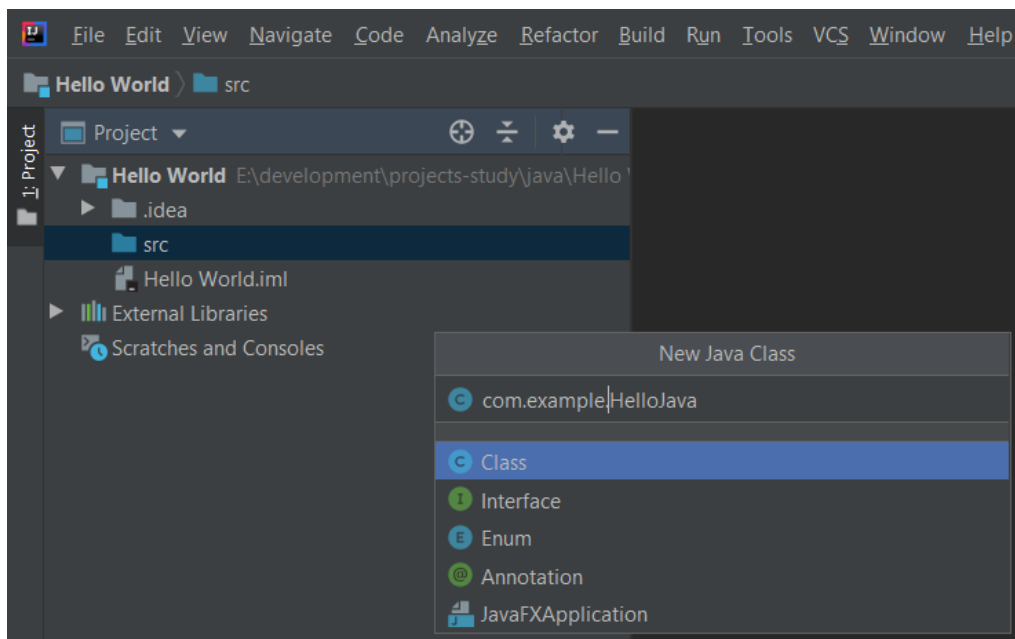 File Edit View Navigate Code Analyze Refactor Build Run Tools VCS Window Help
Hello World src
1: Project
Project
Hello World E:\development\projects-study\java\Hello
.idea
src
Hello World.iml
External Libraries
Scratches and Consoles
New Java Class
com.example.HelloJava
Class
Interface
Enum
Annotation
JavaFXApplication